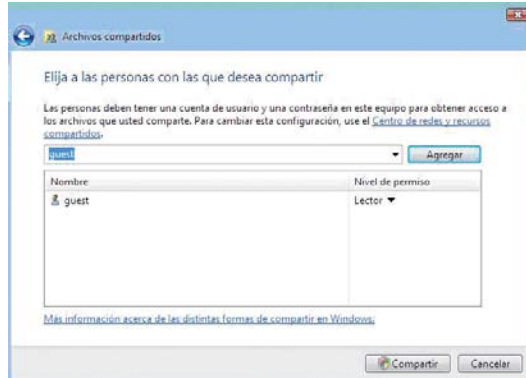 Archivos compartidos
Elija a las personas con las que desea compartir
Las personas deben tener una cuenta de usuario y una contraseña en este equipo para obtener acceso a
los archivos que usted comparte. Para cambiar esta configuración, use el Centro de redes y recursos
compartidos.
guest Agregar
Nombre Nivel de permiso
guest Lector
Más información acerca de las distintas formas de compartir en Windows.
Compartir Cancelar